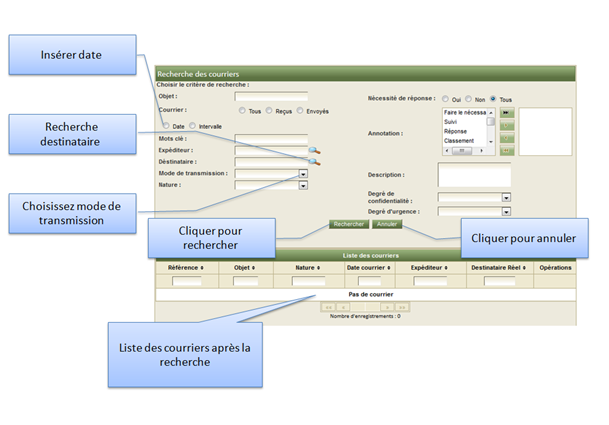 Insérer date
Recherche destinataire
Choisissez mode de transmission
Recherche des courriers
Choisir le critère de recherche :
Objet :
Courrier : Tous Reçus Envoyés
Date Intervalle
Mots clé :
Expéditeur :
Déstinataire :
Mode de transmission :
Nature :
Nécessité de réponse : Oui Non Tous
Annotation :
Faire le nécessa
Suivi
Réponse
Classement
Description :
Degré de confidentialité :
Degré d'urgence :
Rechercher Annuler
Cliquer pour rechercher
Cliquer pour annuler
Liste des courriers
Référence Objet Nature Date courrier Expéditeur Destinataire Réel Opérations
Pas de courrier
Nombre d'enregistrements : 0
Liste des courriers après la recherche